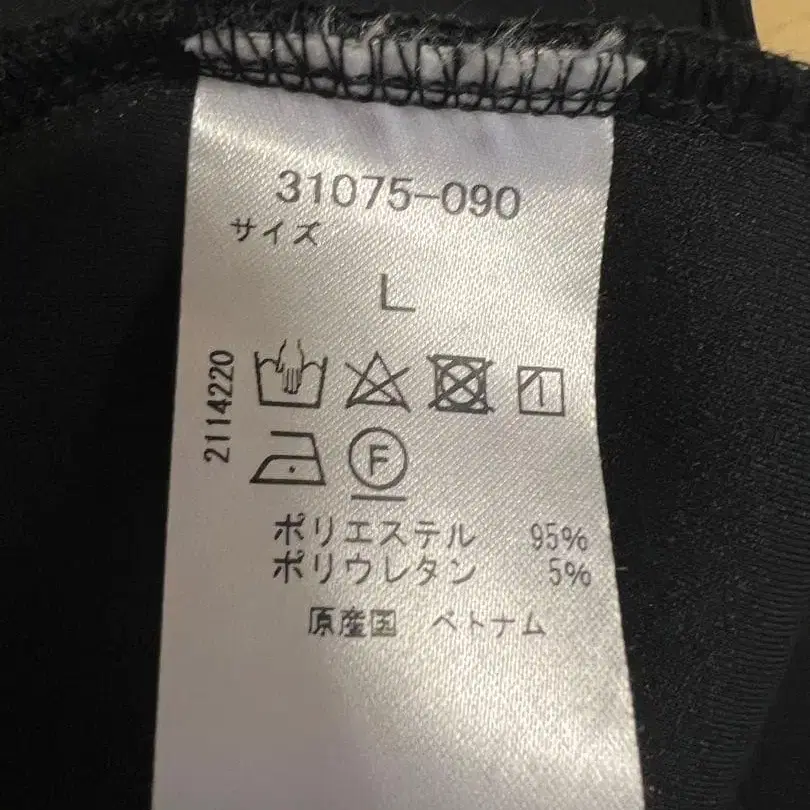 31075-090
サイズ
L
2114220
F
ポリエステル 95%
ポリウレタン 5%
原産国 ベトナム